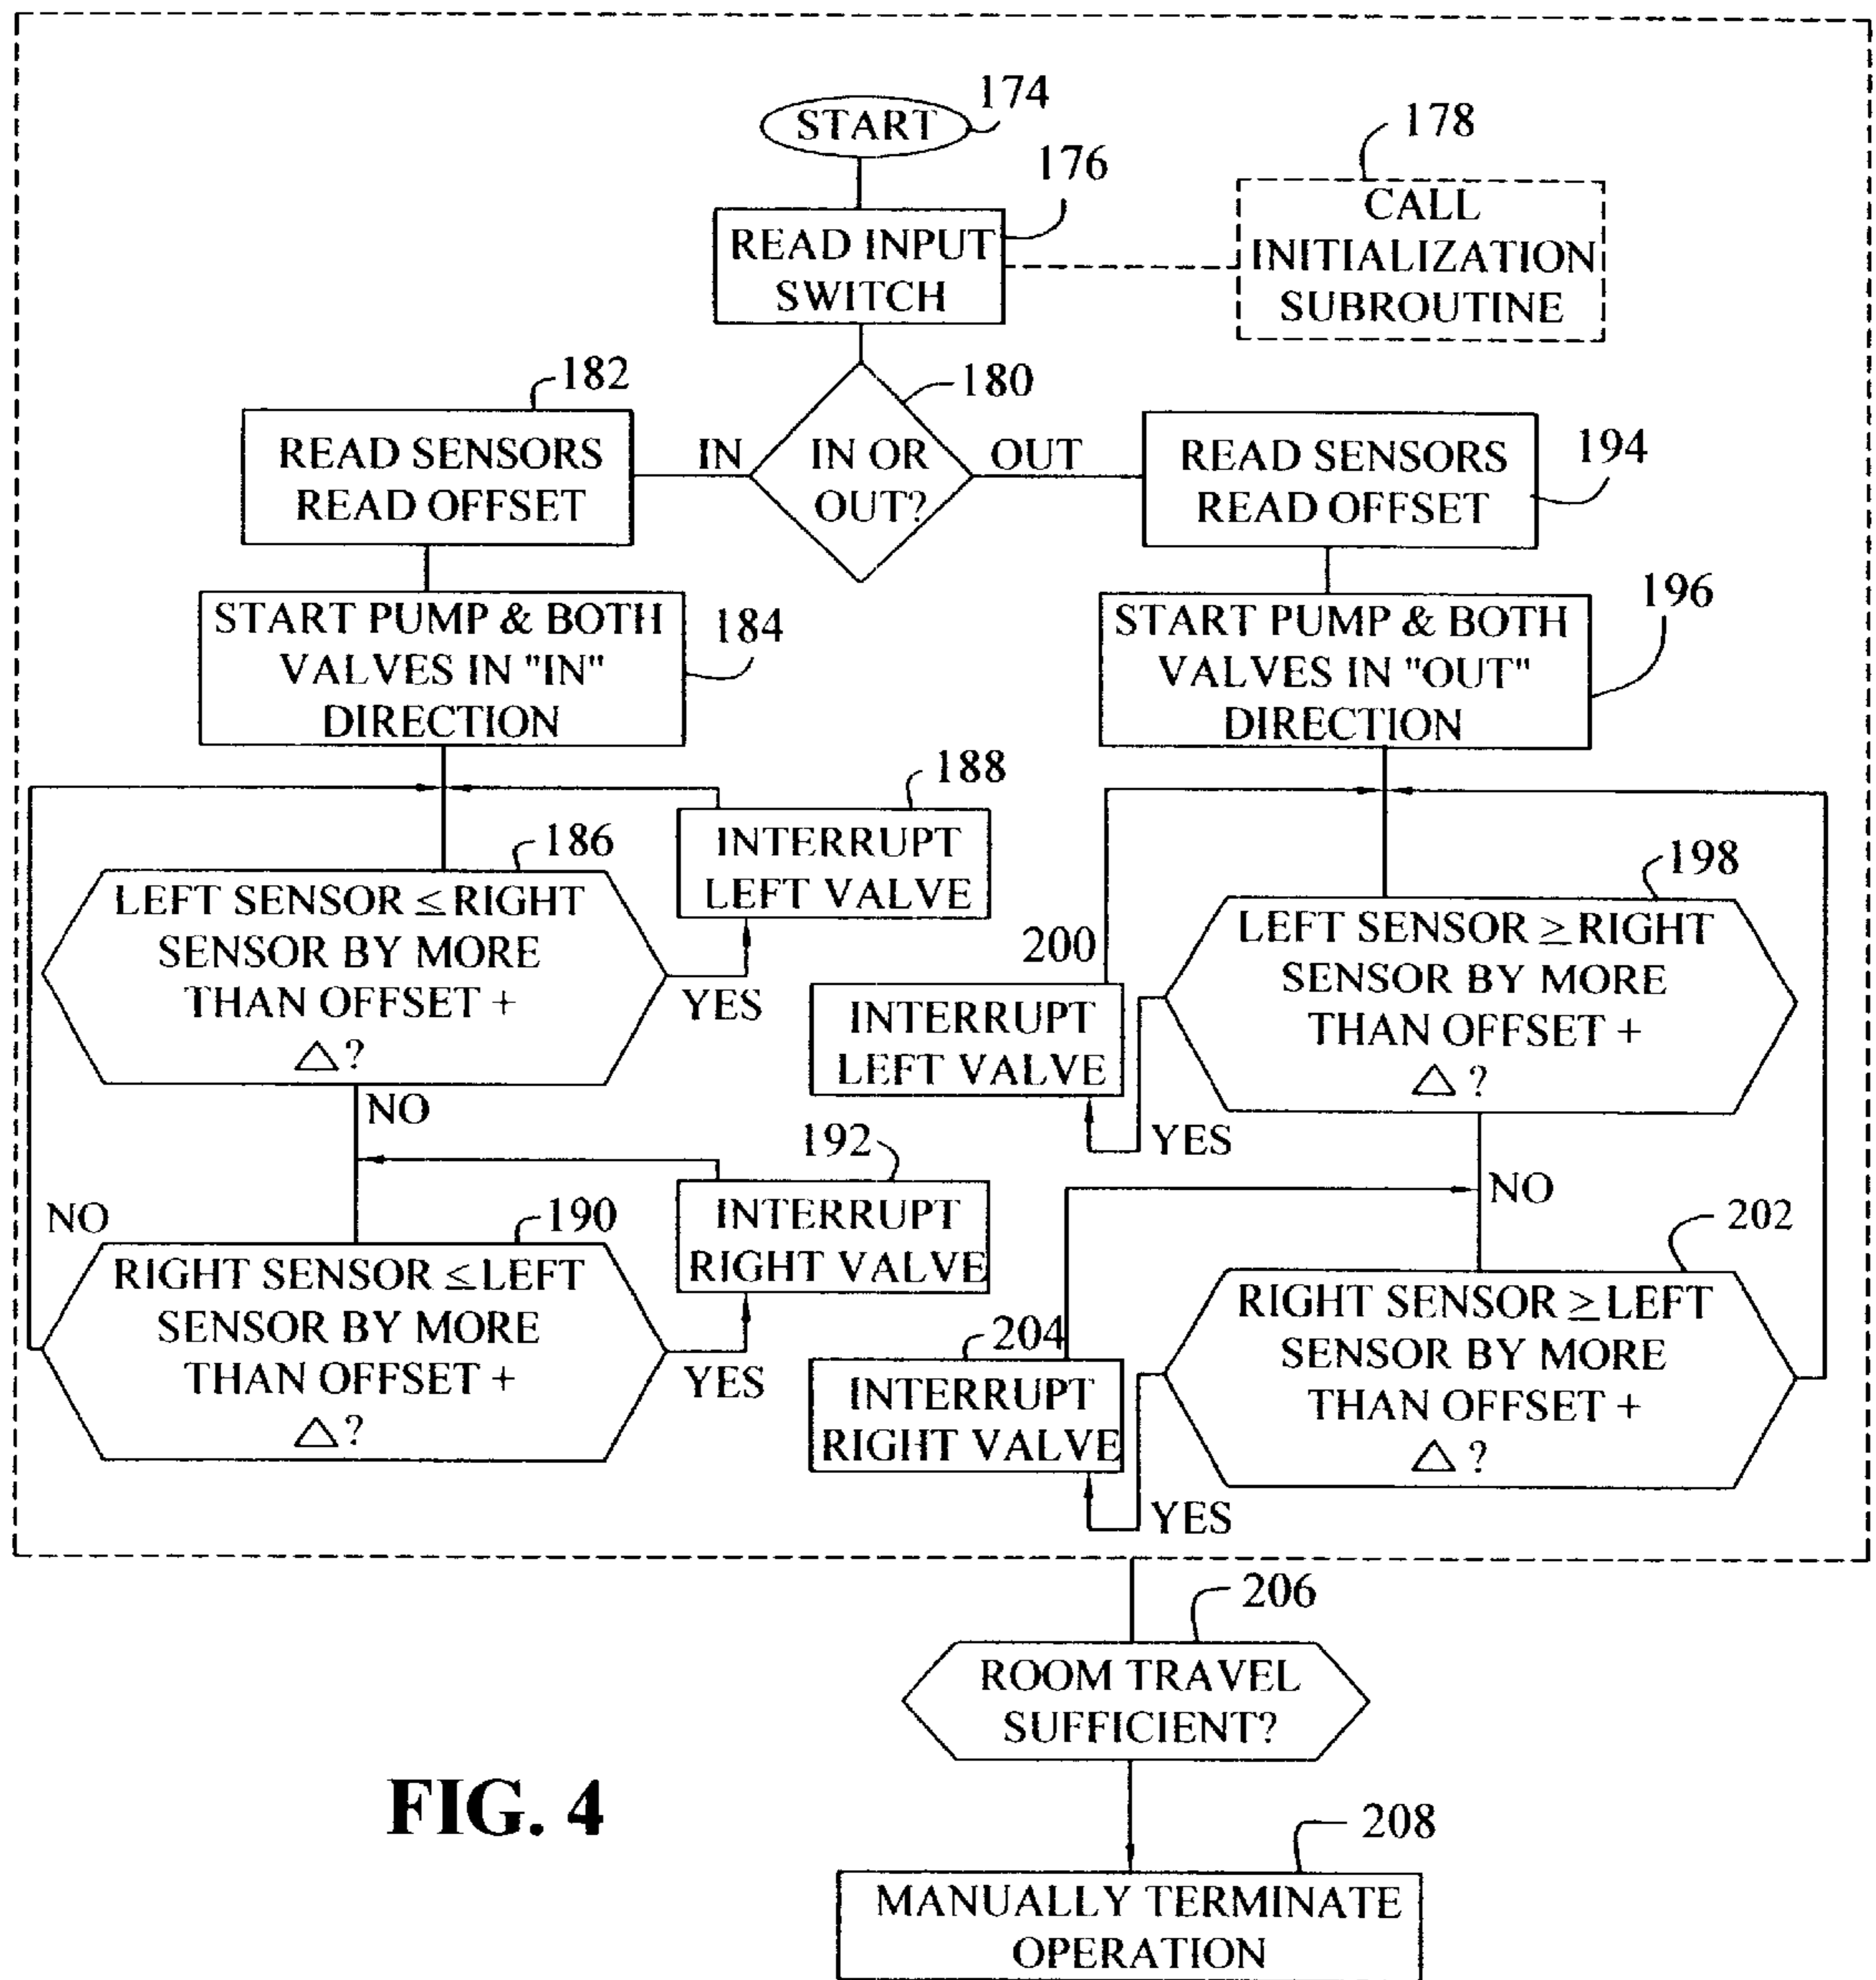 START
174
READ INPUT
SWITCH
176
178
CALL
INITIALIZATION
SUBROUTINE
180
IN OR
OUT?
IN
OUT
182
READ SENSORS
READ OFFSET
START PUMP & BOTH
VALVES IN "IN"
DIRECTION
184
186
LEFT SENSOR ≤ RIGHT
SENSOR BY MORE
THAN OFFSET +
△ ?
YES
188
INTERRUPT
LEFT VALVE
NO
190
RIGHT SENSOR ≤ LEFT
SENSOR BY MORE
THAN OFFSET +
△ ?
NO
YES
192
INTERRUPT
RIGHT VALVE
READ SENSORS
READ OFFSET
194
START PUMP & BOTH
VALVES IN "OUT"
DIRECTION
196
198
LEFT SENSOR ≥ RIGHT
SENSOR BY MORE
THAN OFFSET +
△ ?
YES
200
INTERRUPT
LEFT VALVE
NO
202
RIGHT SENSOR ≥ LEFT
SENSOR BY MORE
THAN OFFSET +
△ ?
YES
204
INTERRUPT
RIGHT VALVE
206
ROOM TRAVEL
SUFFICIENT?
208
MANUALLY TERMINATE
OPERATION
FIG. 4